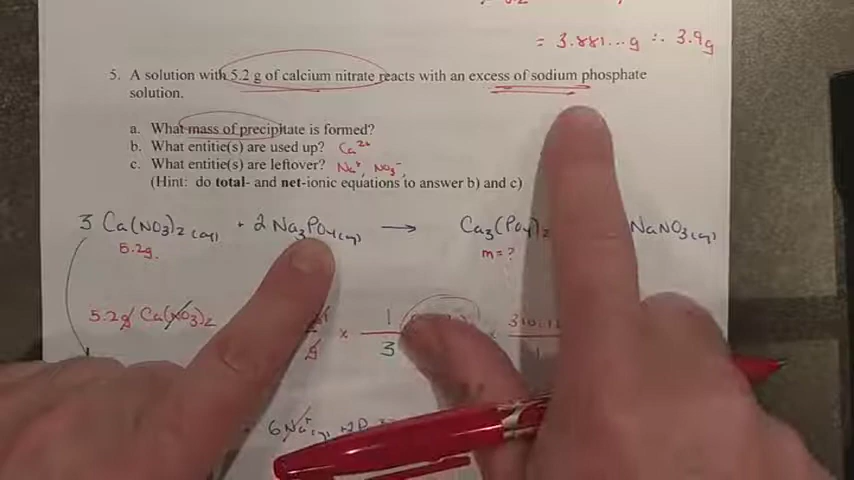 = 3.881...g ∴ 3.9g
5. A solution with 5.2 g of calcium nitrate reacts with an excess of sodium phosphate
solution.
a. What mass of precipitate is formed?
b. What entitie(s) are used up? Ca²⁺
c. What entitie(s) are leftover? Na⁺, NO₃⁻,
(Hint: do total- and net-ionic equations to answer b) and c)
3 Ca(NO₃)₂ (aq) + 2 Na₃PO₄(aq) → Ca₃(PO₄)₂ NaNO₃(aq)
5.2g. m = ?
5.2g Ca(NO₃)₂ x 1
3
6 Na⁺